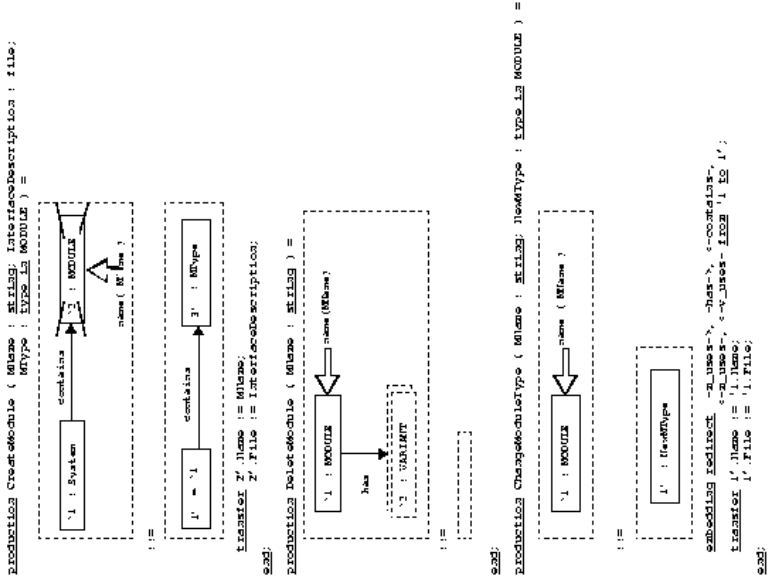 production CreateModule ( MName : string; InterfaceDescription : file;
MType : type in MODULE ) =
`1 : System
contains
`2 : MODULE
name ( MName )
::=
1' = `1
contains
: MType
transfer 2'.Name := MName;
2'.File := InterfaceDescription;
end;
production DeleteModule ( MName : string ) =
`1 : MODULE
name (MName)
has
`2 : VARIANT
::=
end;
production ChangeModuleType ( MName : string; NewMType : type in MODULE ) =
`1 : MODULE
name ( MName )
::=
1' : NewMType
embedding redirect -m_uses->, -has->, <-contains-,
<-m_uses-, <-v_uses- from `1 to 1';
transfer 1'.Name := `1.Name;
1'.File := `1.File;
end;